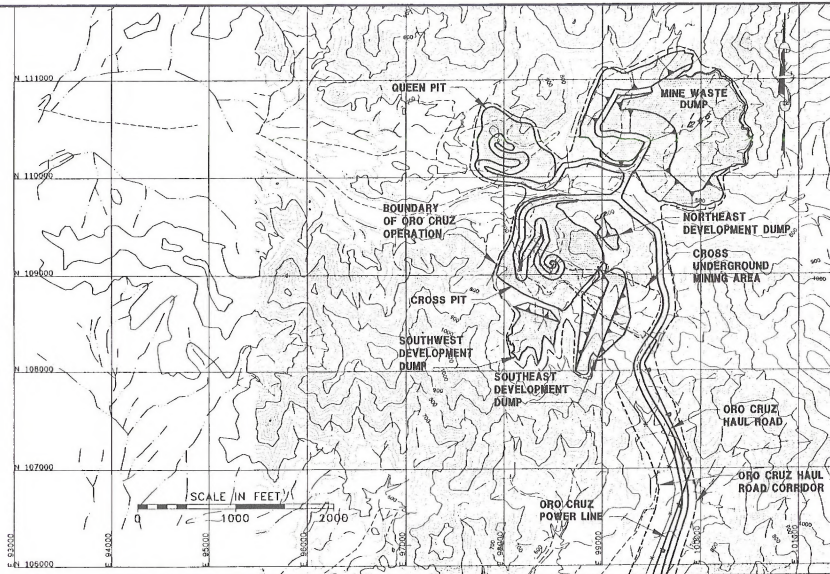 N 111000
QUEEN PIT
MINE WASTE
DUMP
N 110000
BOUNDARY
OF ORO CRUZ
OPERATION
NORTHEAST
DEVELOPMENT DUMP
CROSS
UNDERGROUND
MINING AREA
N 109000
CROSS PIT
SOUTHWEST
DEVELOPMENT
DUMP
N 108000
SOUTHEAST
DEVELOPMENT
DUMP
ORO CRUZ
HAUL ROAD
N 107000
ORO CRUZ HAUL
ROAD CORRIDOR
SCALE IN FEET
0 1000 2000
ORO CRUZ
POWER LINE
N 106000
E 93000
E 94000
E 95000
E 96000
E 97000
E 98000
E 99000
E 100000
E 101000